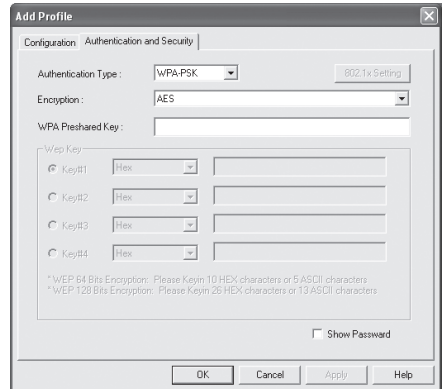 Add Profile
Configuration Authentication and Security
Authentication Type : WPA-PSK 802.1x Setting
Encryption : AES
WPA Preshared Key :
Wep Key
Key#1 Hex
Key#2 Hex
Key#3 Hex
Key#4 Hex
* WEP 64 Bits Encryption: Please Keyin 10 HEX characters or 5 ASCII characters
* WEP 128 Bits Encryption: Please Keyin 26 HEX characters or 13 ASCII characters
Show Passward
OK Cancel Apply Help